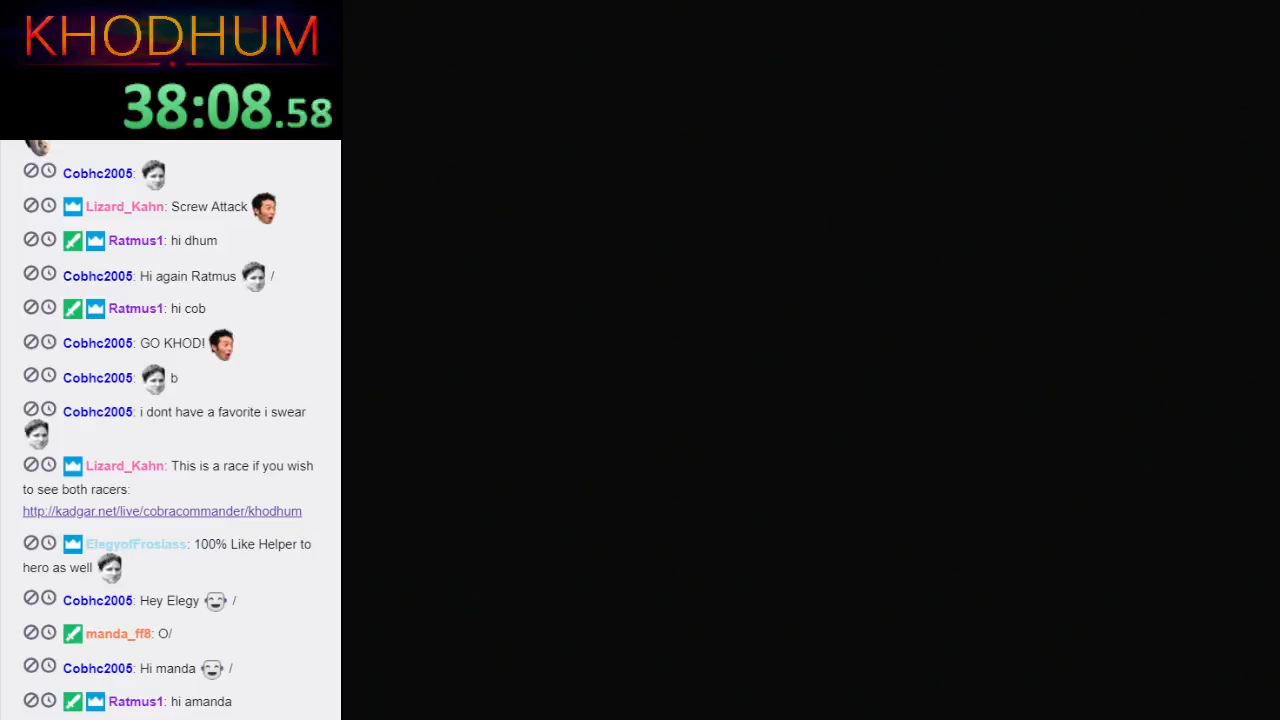 KHODHUM
38:08.58
Cobhc2005:
Lizard_Kahn: Screw Attack
Ratmus1: hi dhum
Cobhc2005: Hi again Ratmus /
Ratmus1: hi cob
Cobhc2005: GO KHOD!
Cobhc2005: b
Cobhc2005: i dont have a favorite i swear
Lizard_Kahn: This is a race if you wish
to see both racers:
http://kadgar.net/live/cobracommander/khodhum
ElegyofFroslass: 100% Like Helper to
hero as well
Cobhc2005: Hey Elegy /
manda_ff8: O/
Cobhc2005: Hi manda /
Ratmus1: hi amanda